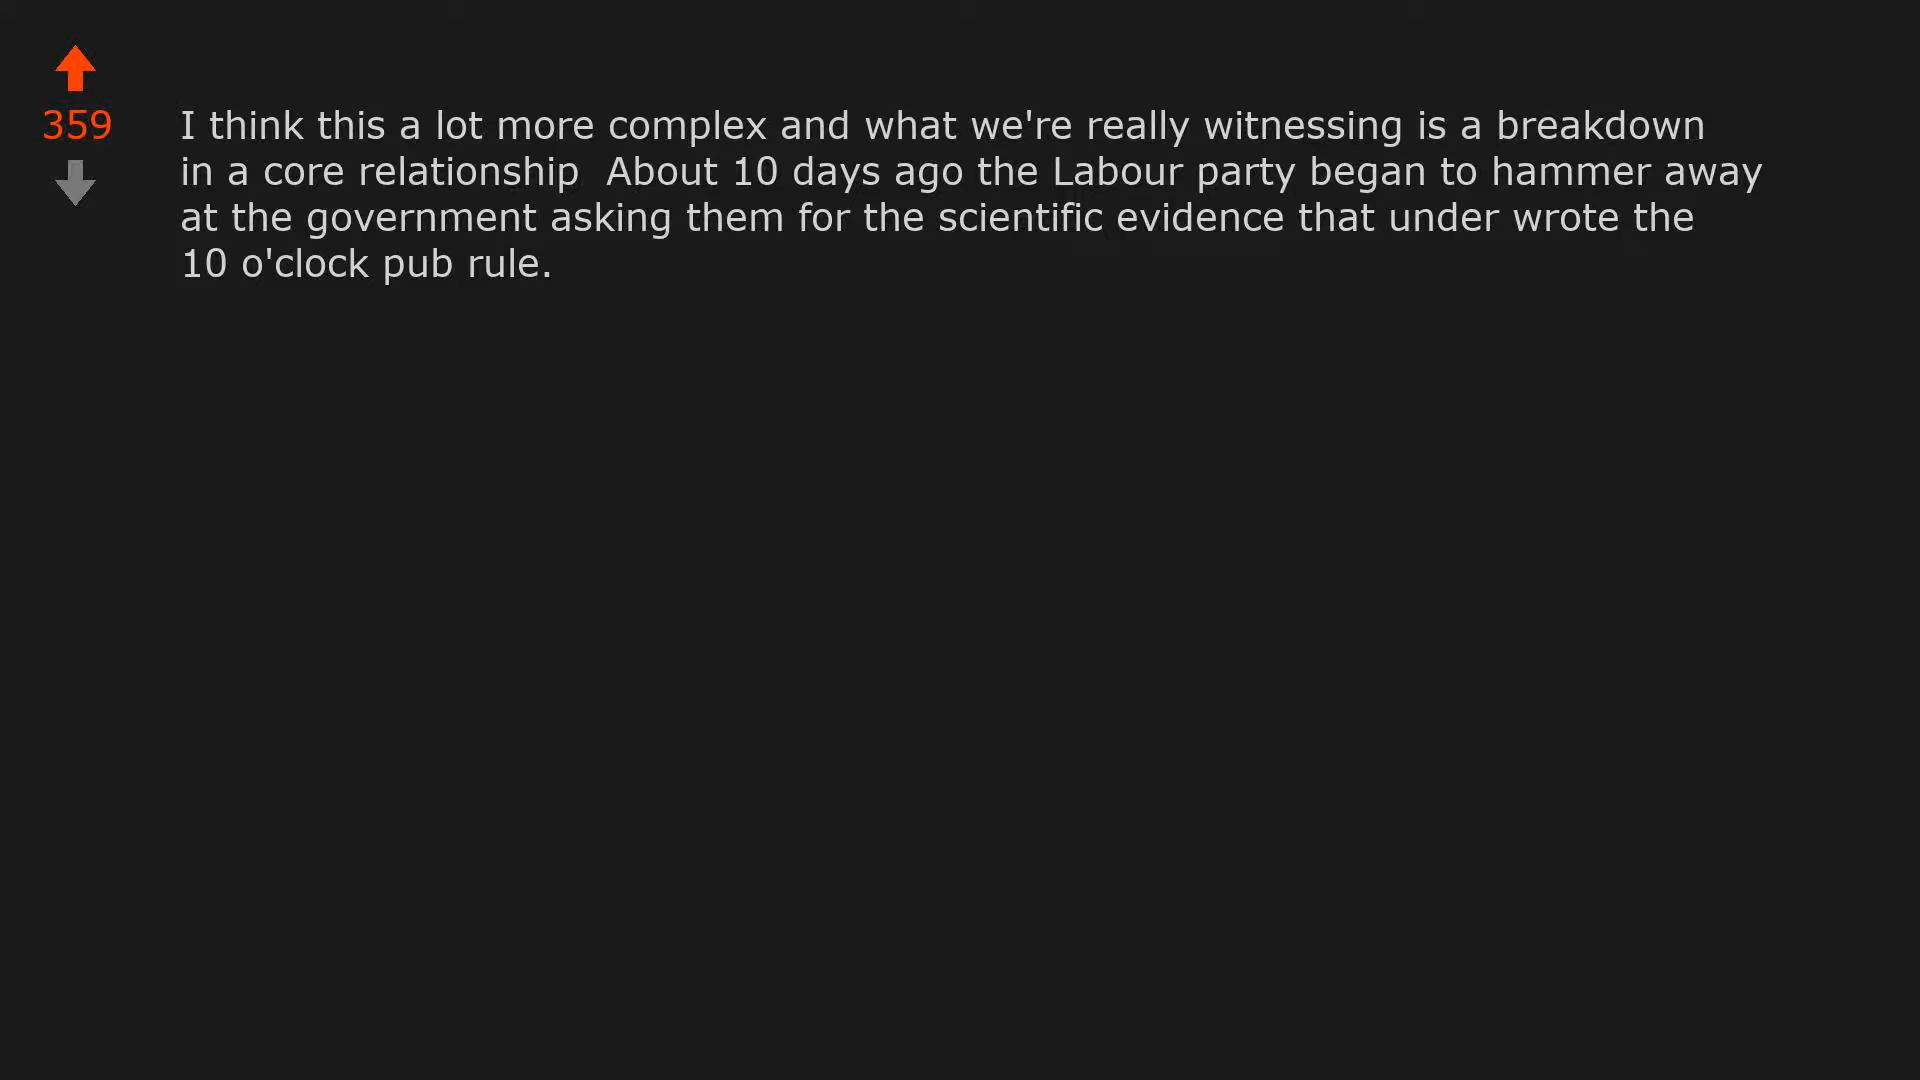 359
I think this a lot more complex and what we're really witnessing is a breakdown
in a core relationship  About 10 days ago the Labour party began to hammer away
at the government asking them for the scientific evidence that under wrote the
10 o'clock pub rule.